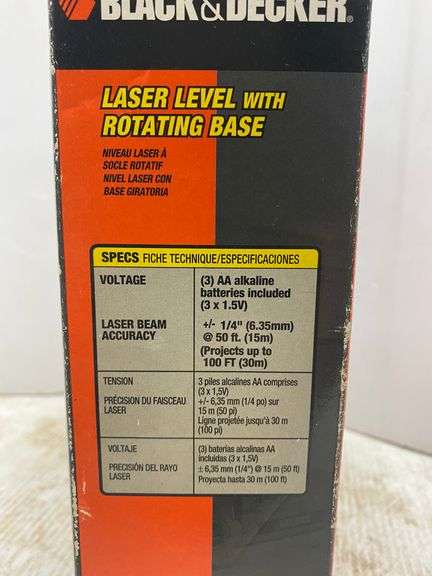 BLACK&DECKER®
LASER LEVEL WITH
ROTATING BASE
NIVEAU LASER À
SOCLE ROTATIF
NIVEL LASER CON
BASE GIRATORIA
SPECS FICHE TECHNIQUE/ESPECIFICACIONES
VOLTAGE (3) AA alkaline
batteries included
(3 x 1.5V)
LASER BEAM +/- 1/4" (6.35mm)
ACCURACY @ 50 ft. (15m)
(Projects up to
100 FT (30m)
TENSION 3 piles alcalines AA comprises
(3 x 1,5V)
PRÉCISION DU FAISCEAU +/- 6,35 mm (1/4 po) sur
LASER 15 m (50 pi)
Ligne projetée jusqu'à 30 m
(100 pi)
VOLTAJE (3) baterías alcalinas AA
incluidas (3 x 1,5V)
PRECISIÓN DEL RAYO ± 6,35 mm (1/4") @ 15 m (50 ft)
LASER Proyecta hasta 30 m (100 ft)